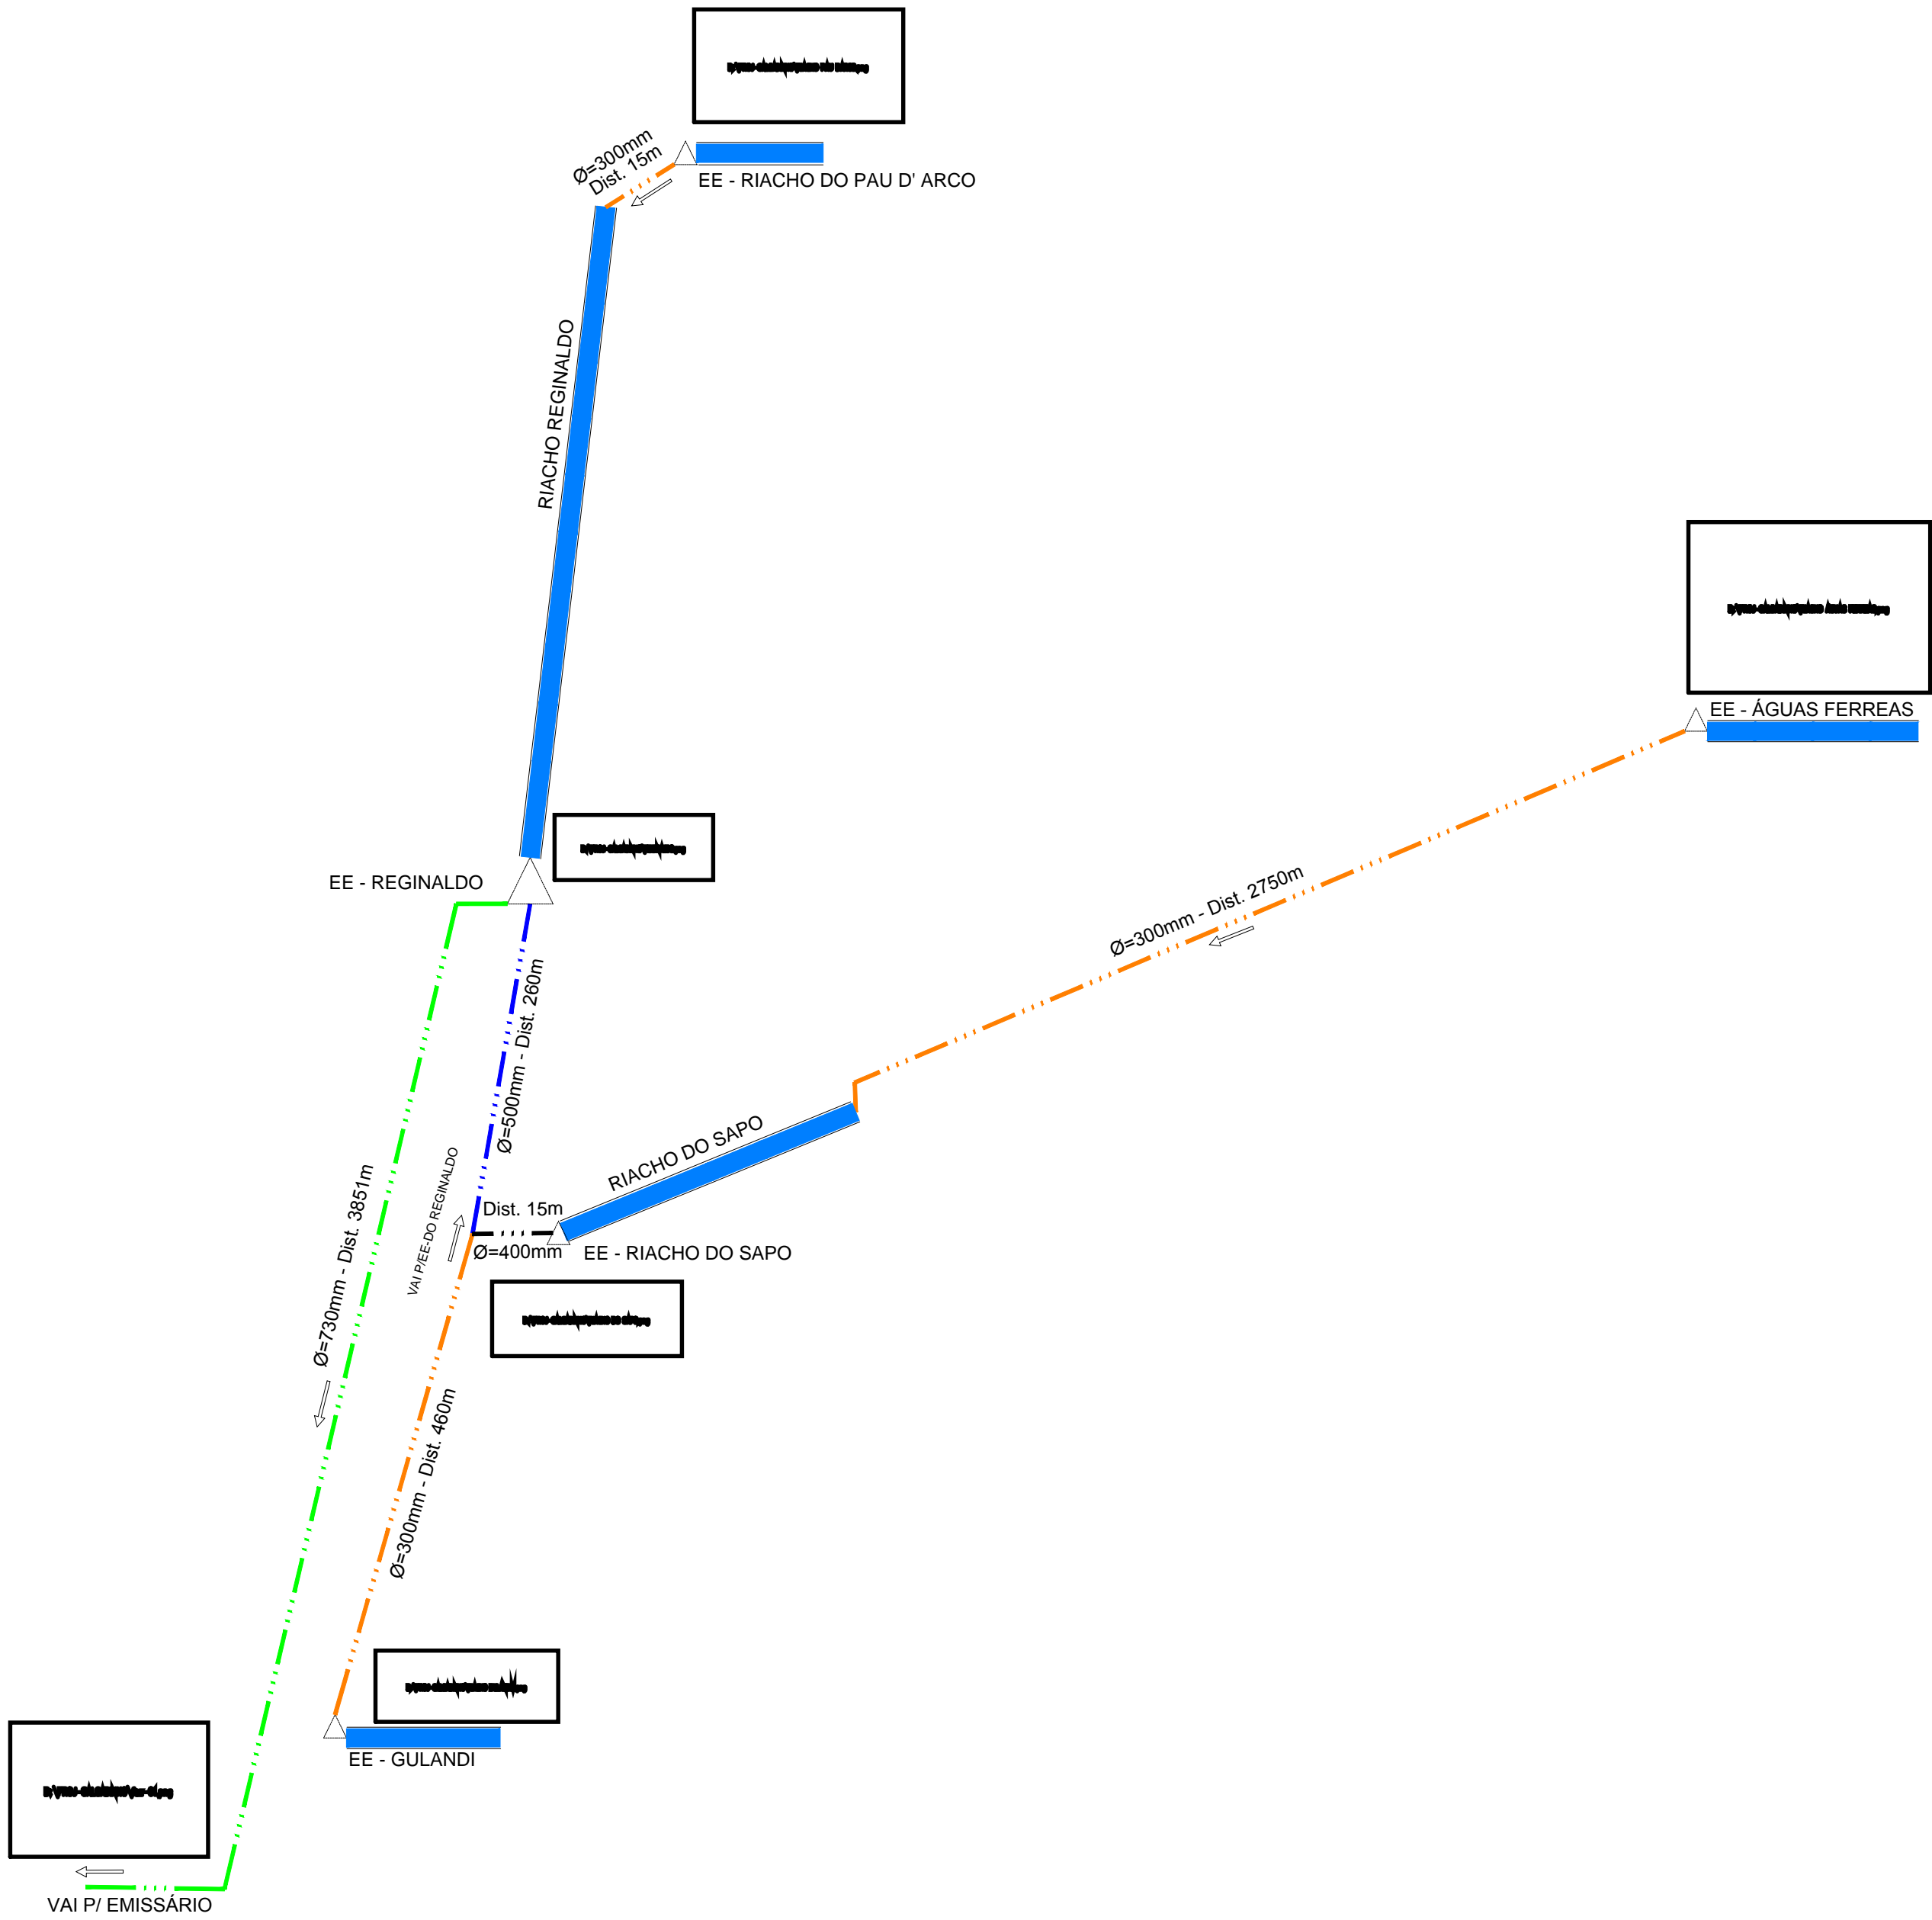 Ø=300mm
Dist. 15m
EE - RIACHO DO PAU D' ARCO
RIACHO REGINALDO
EE - ÁGUAS FERREAS
EE - REGINALDO
Ø=300mm - Dist. 2750m
Ø=500mm - Dist. 260m
RIACHO DO SAPO
VAI P/EE-DO REGINALDO
Dist. 15m
Ø=400mm
EE - RIACHO DO SAPO
Ø=730mm - Dist. 3851m
Ø=300mm - Dist. 460m
EE - GULANDI
VAI P/ EMISSÁRIO